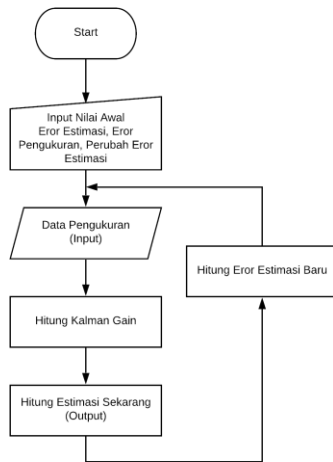 Start
Input Nilai Awal
Eror Estimasi, Eror
Pengukuran, Perubah Eror
Estimasi
Data Pengukuran
(Input)
Hitung Eror Estimasi Baru
Hitung Kalman Gain
Hitung Estimasi Sekarang
(Output)